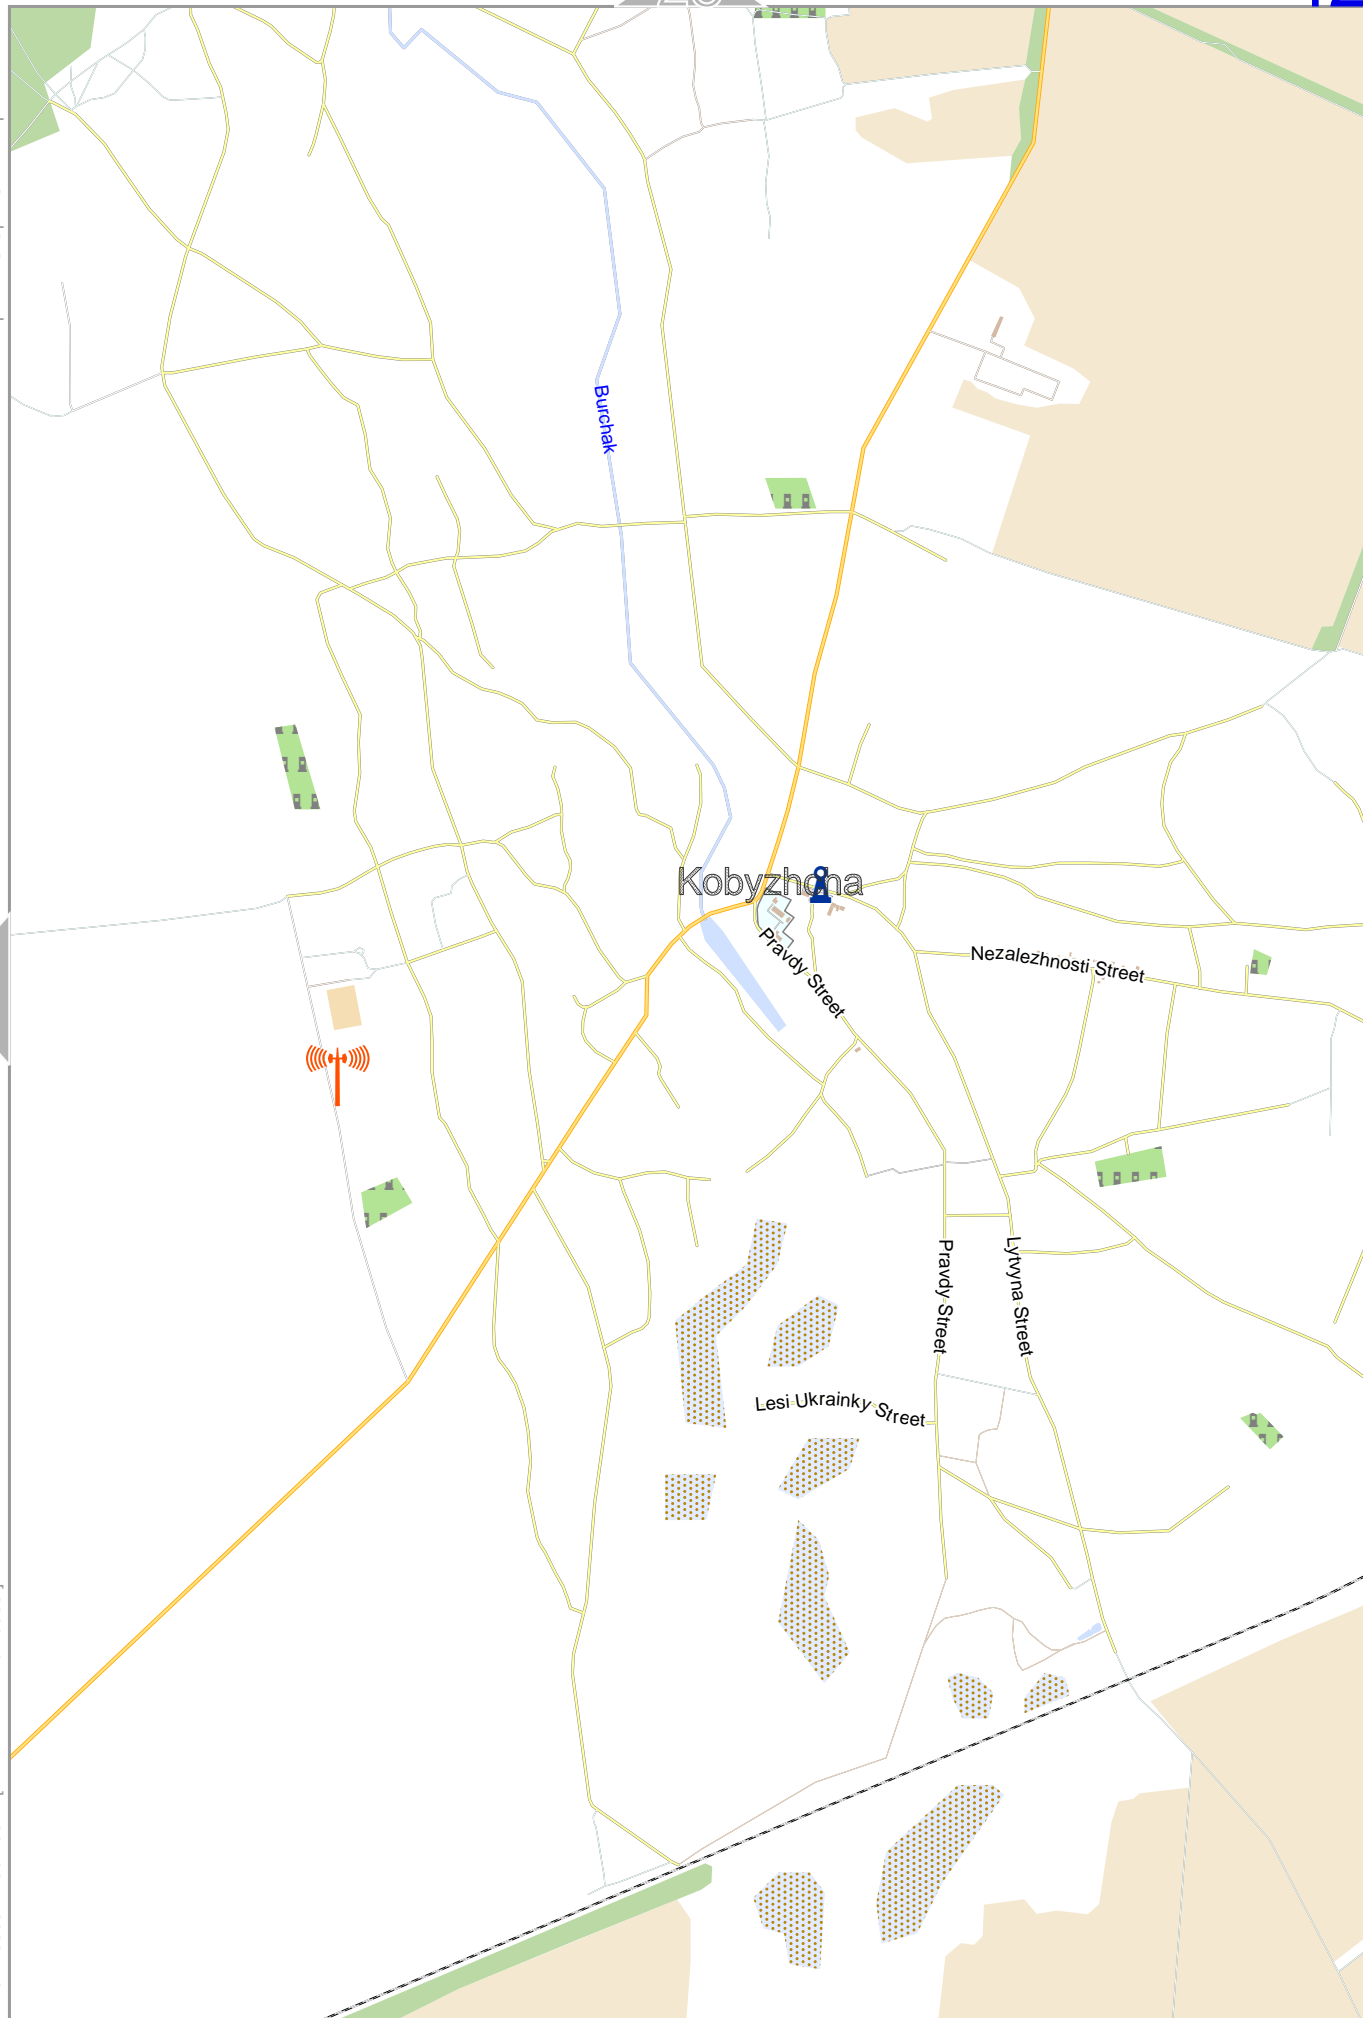 Burchak
Kobyzhcha
Pravdy Street
Nezalezhnosti Street
Pravdy Street
Lytvyna Street
Lesi Ukrainky Street